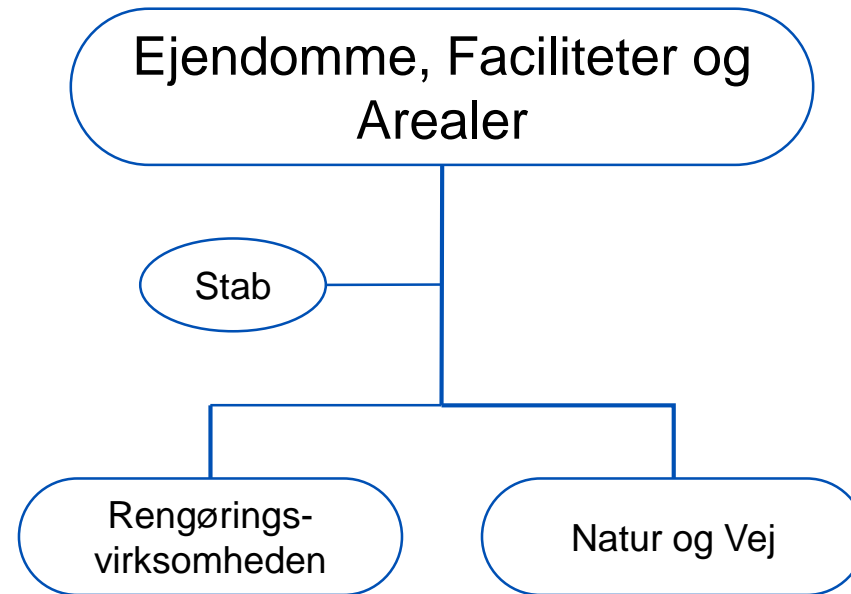 Ejendomme, Faciliteter og
Arealer
Stab
Rengørings-
virksomheden
Natur og Vej